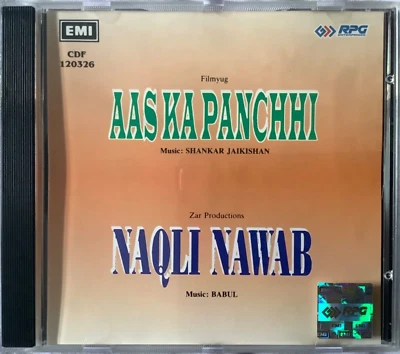 EMI
RPG
CDF
120326
Filmyug
AAS KA PANCHHI
Music: SHANKAR JAIKISHAN
Zar Productions
NAQLI NAWAB
Music: BABUL
RPG